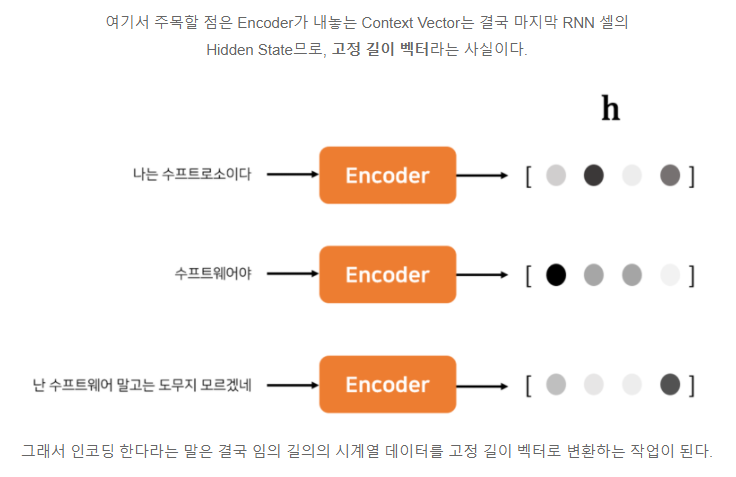 여기서 주목할 점은 Encoder가 내놓는 Context Vector는 결국 마지막 RNN 셀의
Hidden State므로, 고정 길이 벡터라는 사실이다.
h
나는 수프트로소이다 Encoder [ ]
수프트웨어야 Encoder [ ]
난 수프트웨어 말고는 도무지 모르겠네 Encoder [ ]
그래서 인코딩 한다라는 말은 결국 임의 길의의 시계열 데이터를 고정 길이 벡터로 변환하는 작업이 된다.